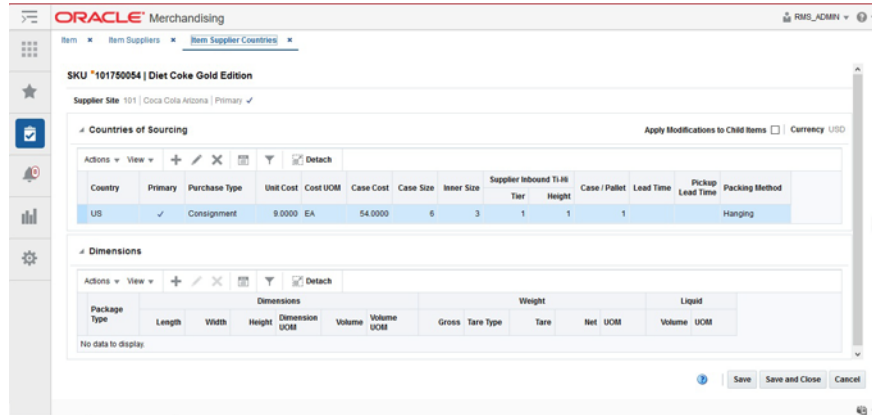 ORACLE® Merchandising
RMS_ADMIN
Item × Item Suppliers × Item Supplier Countries ×
SKU *101750054 | Diet Coke Gold Edition
Supplier Site 101 | Coca Cola Arizona | Primary ✓
Countries of Sourcing
Apply Modifications to Child Items Currency USD
Actions View Detach
Country Primary Purchase Type Unit Cost Cost UOM Case Cost Case Size Inner Size Supplier Inbound Ti-Hi Tier Height Case / Pallet Lead Time Pickup Lead Time Packing Method
US ✓ Consignment 9.0000 EA 54.0000 6 3 1 1 1 Hanging
Dimensions
Actions View Detach
Dimensions Weight Liquid
Package Type Length Width Height Dimension UOM Volume Volume UOM Gross Tare Type Tare Net UOM Volume UOM
No data to display.
Save Save and Close Cancel